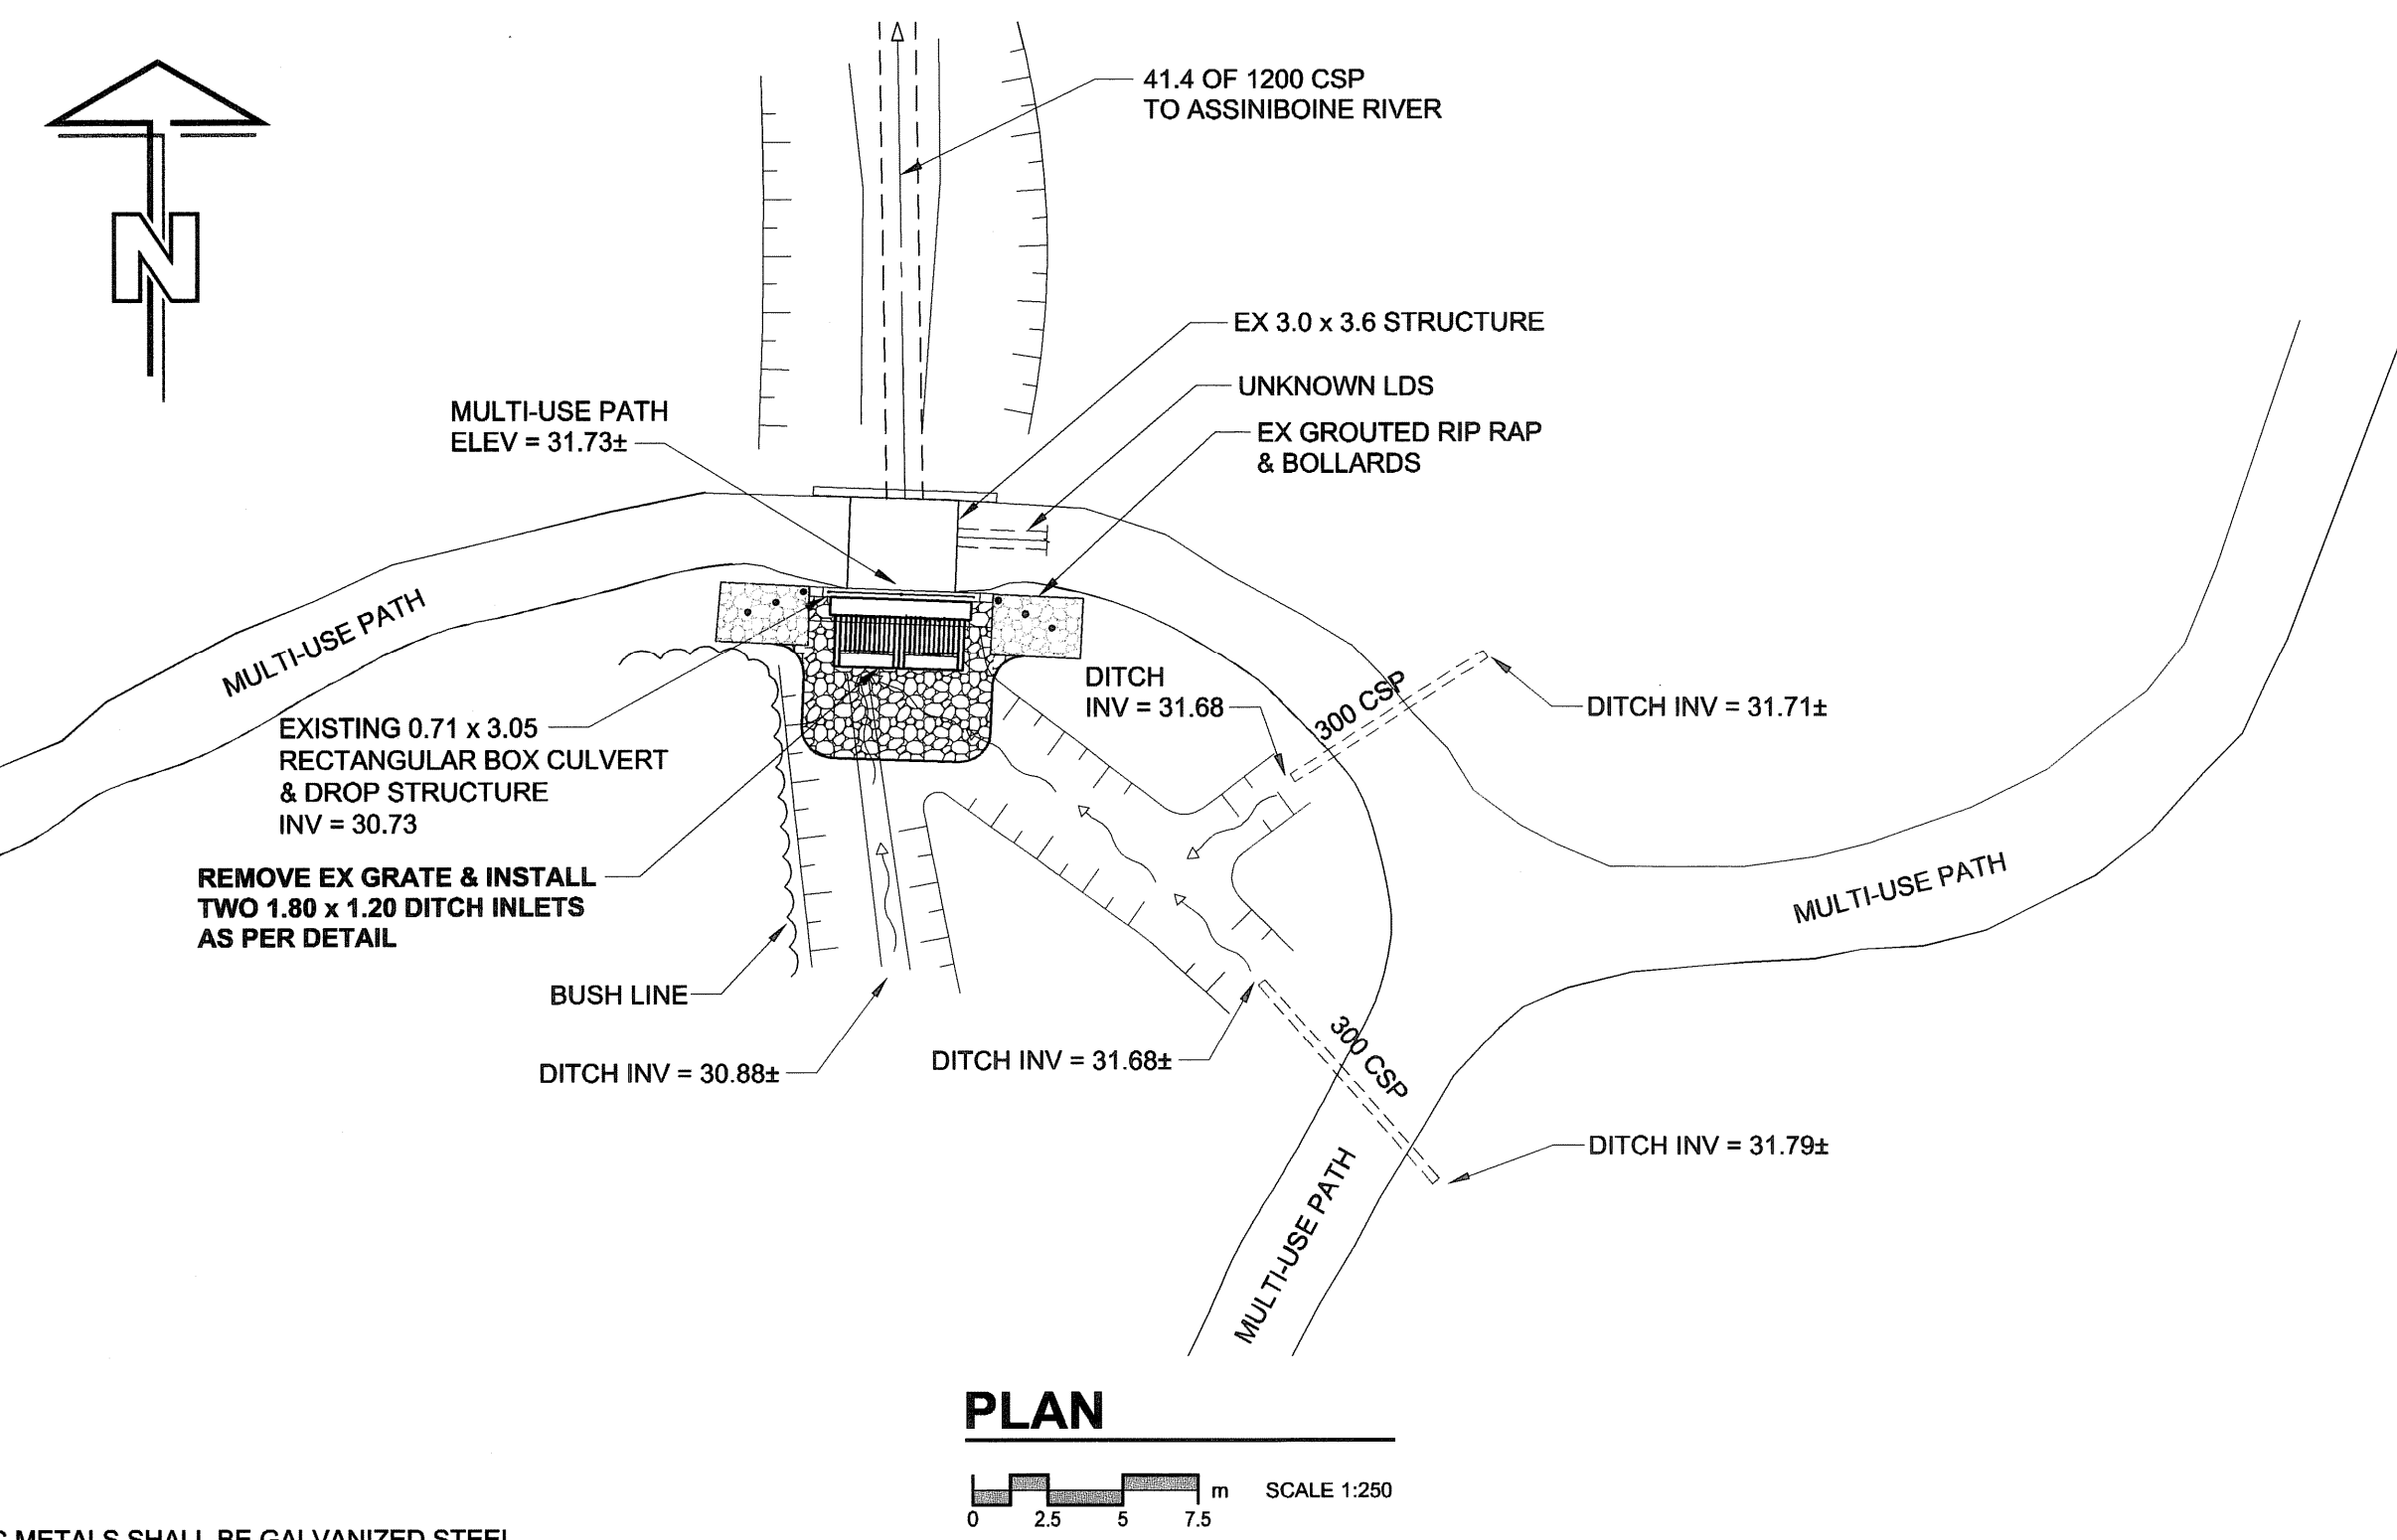 41.4 OF 1200 CSP
TO ASSINIBOINE RIVER
N
EX 3.0 x 3.6 STRUCTURE
UNKNOWN LDS
MULTI-USE PATH
ELEV = 31.73±
EX GROUTED RIP RAP
& BOLLARDS
MULTI-USE PATH
DITCH
INV = 31.68
300 CSP
DITCH INV = 31.71±
EXISTING 0.71 x 3.05
RECTANGULAR BOX CULVERT
& DROP STRUCTURE
INV = 30.73
REMOVE EX GRATE & INSTALL
TWO 1.80 x 1.20 DITCH INLETS
AS PER DETAIL
MULTI-USE PATH
BUSH LINE
DITCH INV = 30.88±
DITCH INV = 31.68±
300 CSP
DITCH INV = 31.79±
MULTI-USE PATH
PLAN
m SCALE 1:250
0 2.5 5 7.5
METALS SHALL BE GALVANIZED STEEL